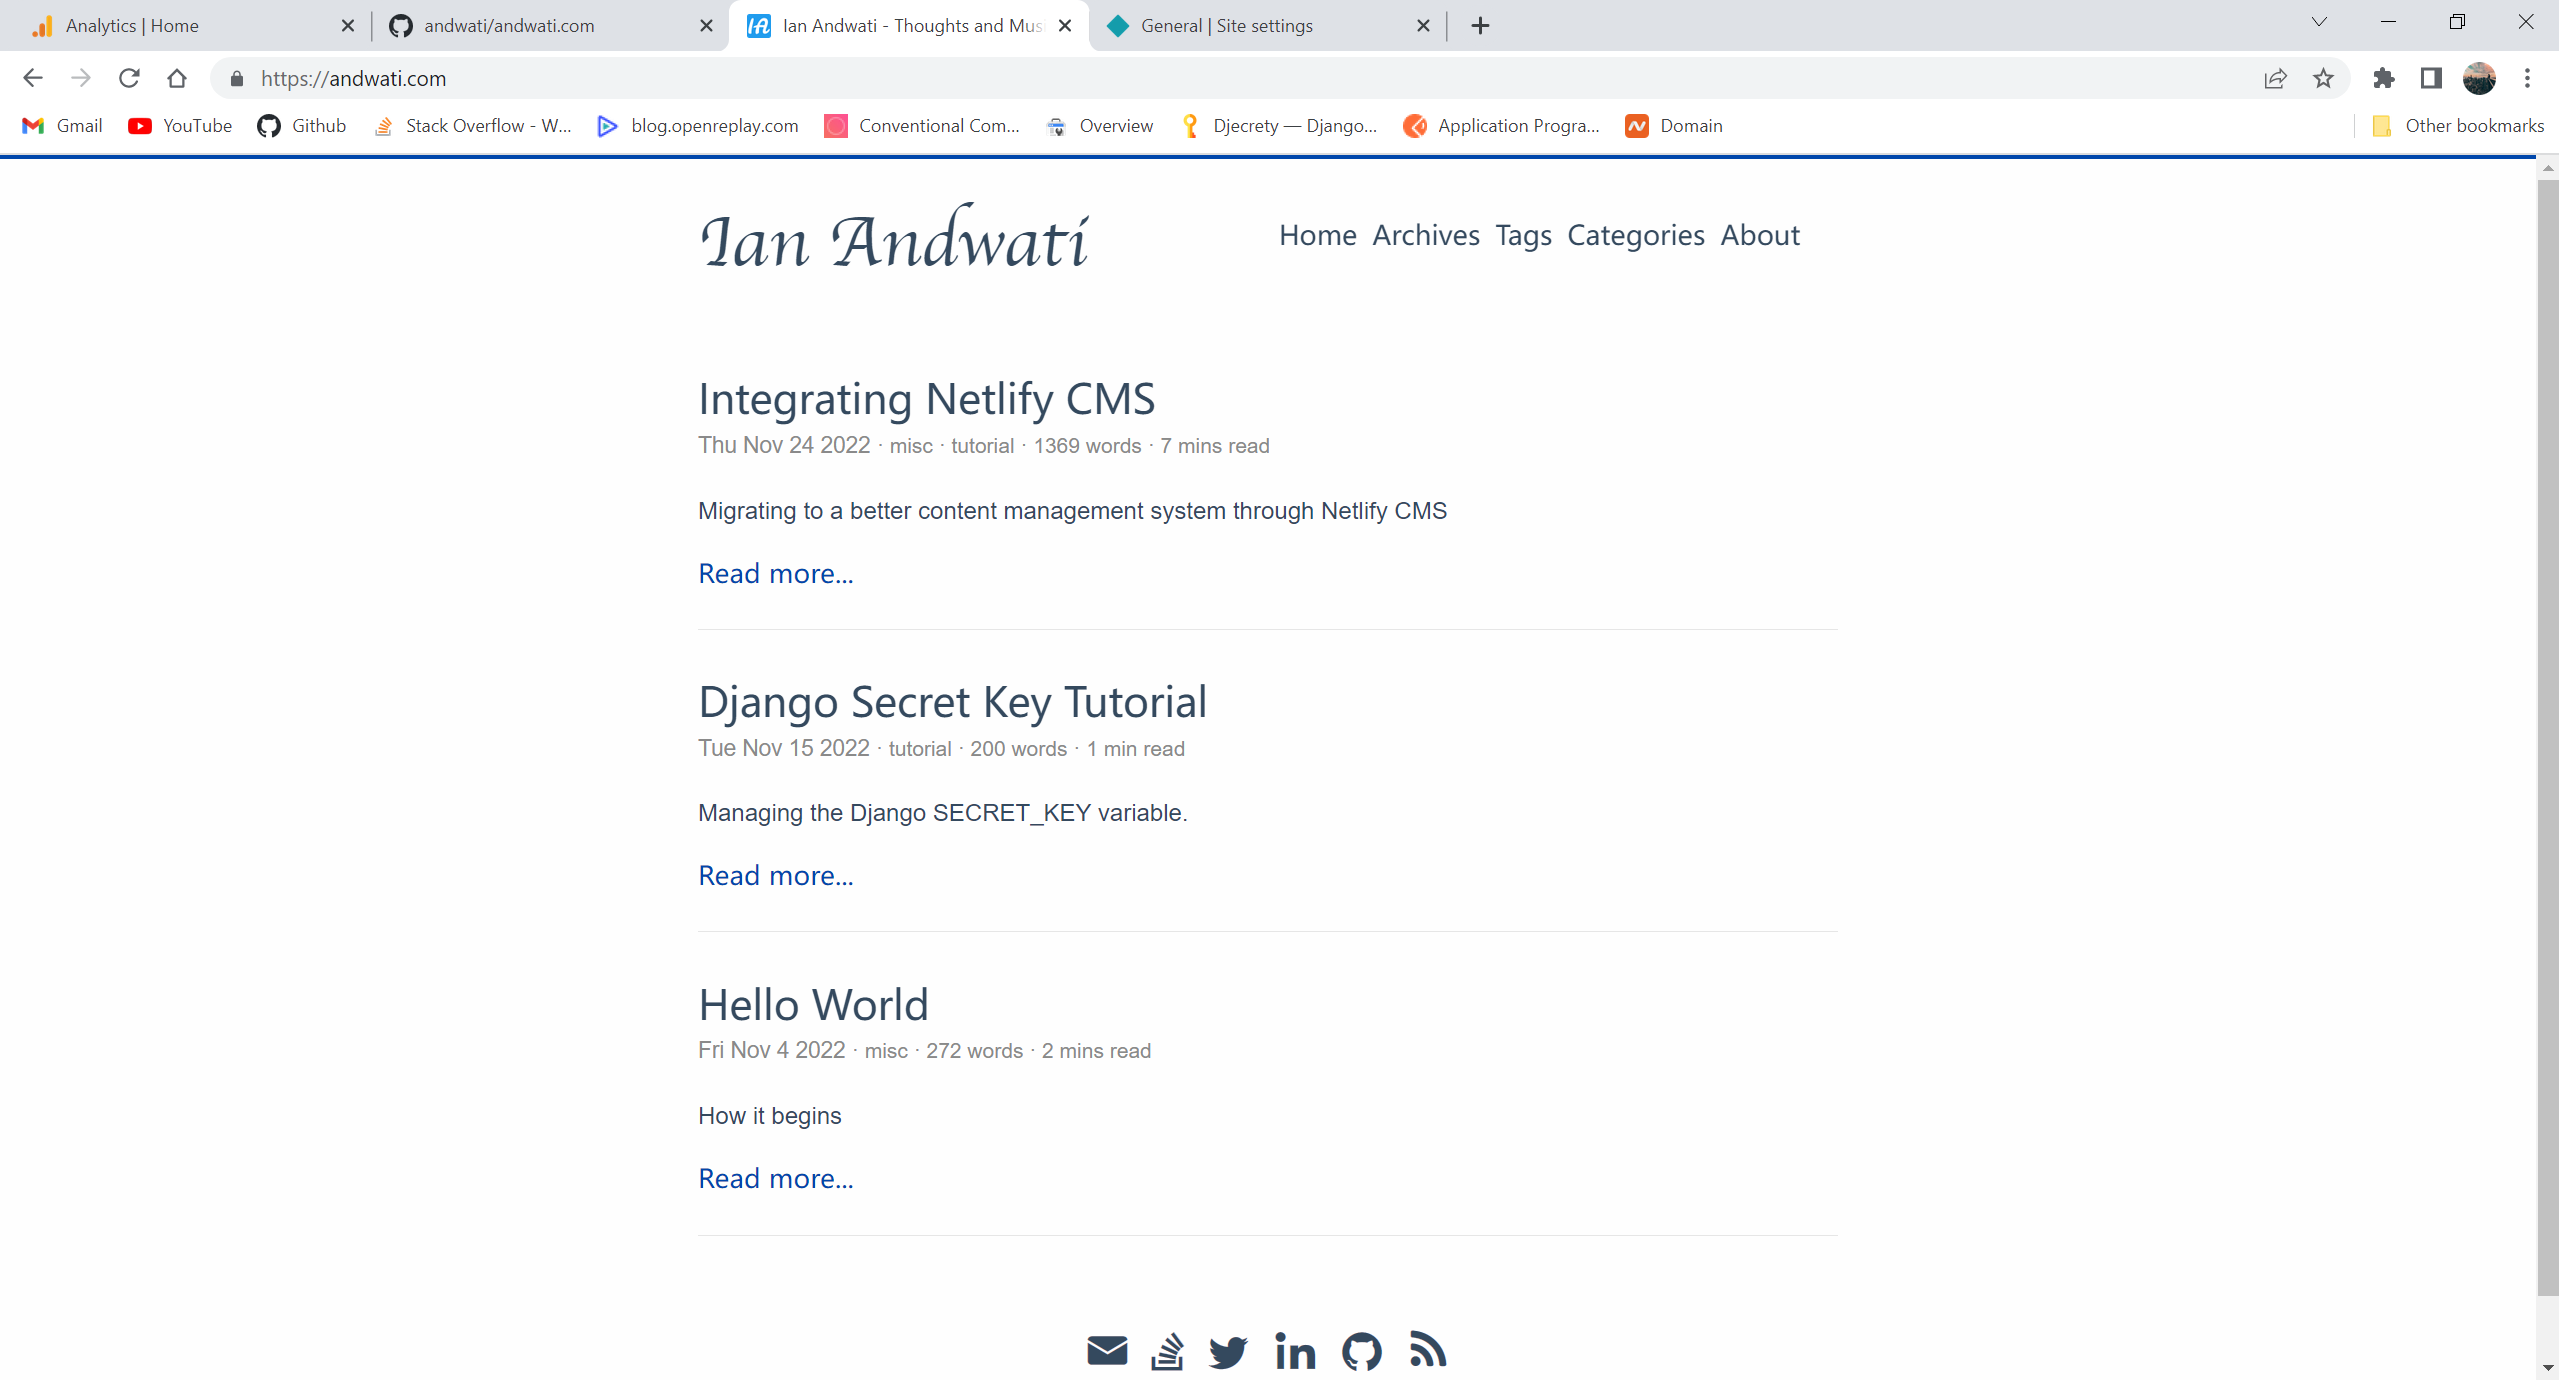 Analytics | Home
andwati/andwati.com
Ian Andwati - Thoughts and Mus
General | Site settings
https://andwati.com
Gmail
YouTube
Github
Stack Overflow - W...
blog.openreplay.com
Conventional Com...
Overview
Djecrety — Django...
Application Progra...
Domain
Other bookmarks
Ian Andwati
Home Archives Tags Categories About
Integrating Netlify CMS
Thu Nov 24 2022 · misc · tutorial · 1369 words · 7 mins read
Migrating to a better content management system through Netlify CMS
Read more...
Django Secret Key Tutorial
Tue Nov 15 2022 · tutorial · 200 words · 1 min read
Managing the Django SECRET_KEY variable.
Read more...
Hello World
Fri Nov 4 2022 · misc · 272 words · 2 mins read
How it begins
Read more...